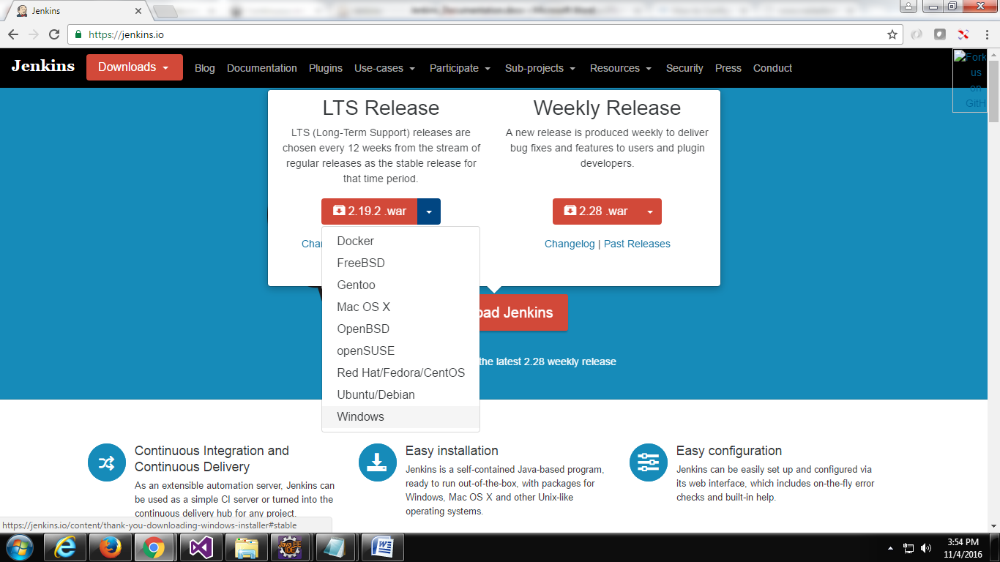 Jenkins
https://jenkins.io
Jenkins
Downloads
Blog
Documentation
Plugins
Use-cases
Participate
Sub-projects
Resources
Security
Press
Conduct
Fork
us
on
GitH
LTS Release
LTS (Long-Term Support) releases are
chosen every 12 weeks from the stream of
regular releases as the stable release for
that time period.
2.19.2 .war
Docker
FreeBSD
Gentoo
Mac OS X
OpenBSD
openSUSE
Red Hat/Fedora/CentOS
Ubuntu/Debian
Windows
Weekly Release
A new release is produced weekly to deliver
bug fixes and features to users and plugin
developers.
2.28 .war
Changelog | Past Releases
Jenkins
the latest 2.28 weekly release
Continuous Integration and
Continuous Delivery
As an extensible automation server, Jenkins can
be used as a simple CI server or turned into the
continuous delivery hub for any project.
Easy installation
Jenkins is a self-contained Java-based program,
ready to run out-of-the-box, with packages for
Windows, Mac OS X and other Unix-like
operating systems.
Easy configuration
Jenkins can be easily set up and configured via
its web interface, which includes on-the-fly error
checks and built-in help.
https://jenkins.io/content/thank-you-downloading-windows-installer#stable
Java EE
IDE
3:54 PM
11/4/2016